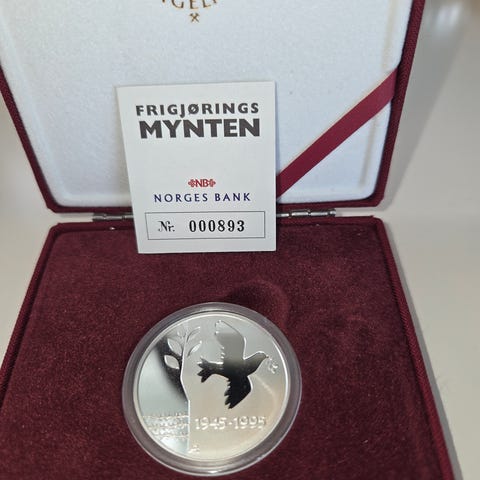 FRIGJØRINGS
MYNTEN
NB
NORGES BANK
Nr. 000893
1945-1995